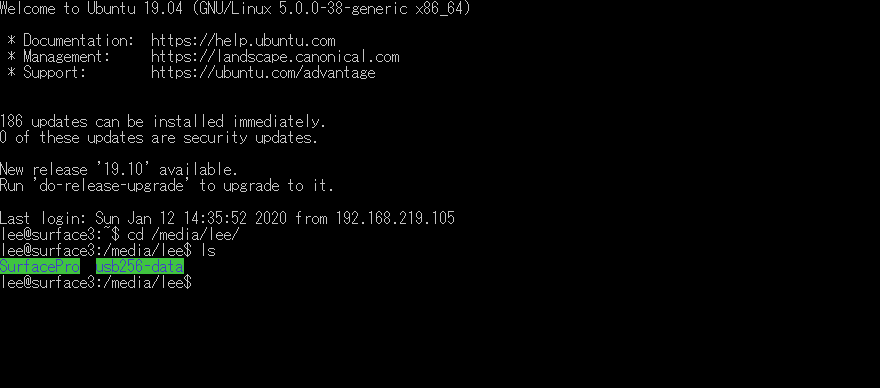 Welcome to Ubuntu 19.04 (GNU/Linux 5.0.0-38-generic x86_64)
* Documentation:  https://help.ubuntu.com
* Management:     https://landscape.canonical.com
* Support:        https://ubuntu.com/advantage
186 updates can be installed immediately.
0 of these updates are security updates.
New release '19.10' available.
Run 'do-release-upgrade' to upgrade to it.
Last login: Sun Jan 12 14:35:52 2020 from 192.168.219.105
lee@surface3:~$ cd /media/lee/
lee@surface3:/media/lee$ ls
SurfacePro  usb256-data
lee@surface3:/media/lee$